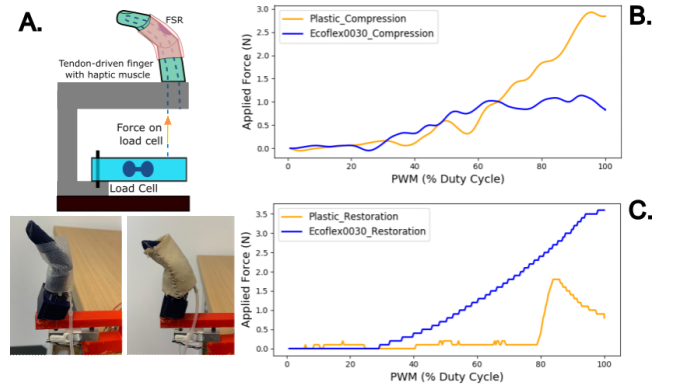 A.
FSR
Tendon-driven finger
with haptic muscle
Force on
load cell
Load Cell
B.
Plastic_Compression
Ecoflex0030_Compression
Applied Force (N)
3.0
2.5
2.0
1.5
1.0
0.5
0.0
0 20 40 60 80 100
PWM (% Duty Cycle)
C.
Plastic_Restoration
Ecoflex0030_Restoration
Applied Force (N)
3.5
3.0
2.5
2.0
1.5
1.0
0.5
0.0
0 20 40 60 80 100
PWM (% Duty Cycle)